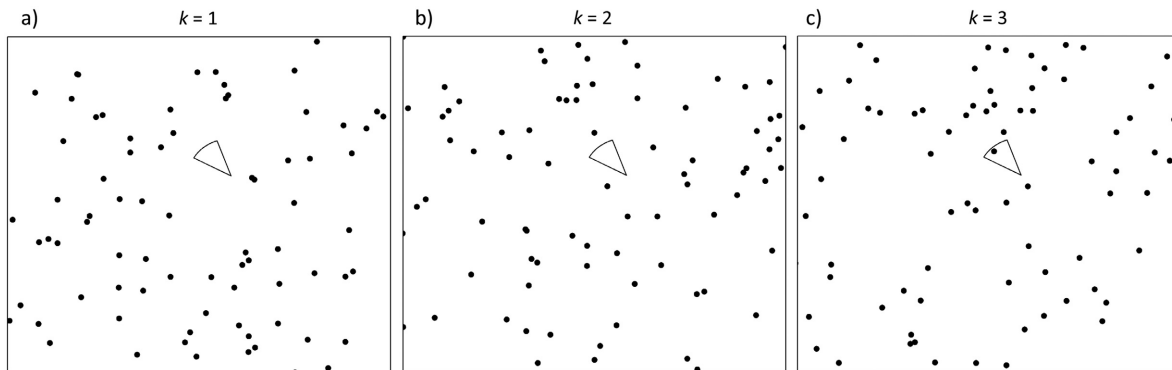 a) k = 1
b) k = 2
c) k = 3